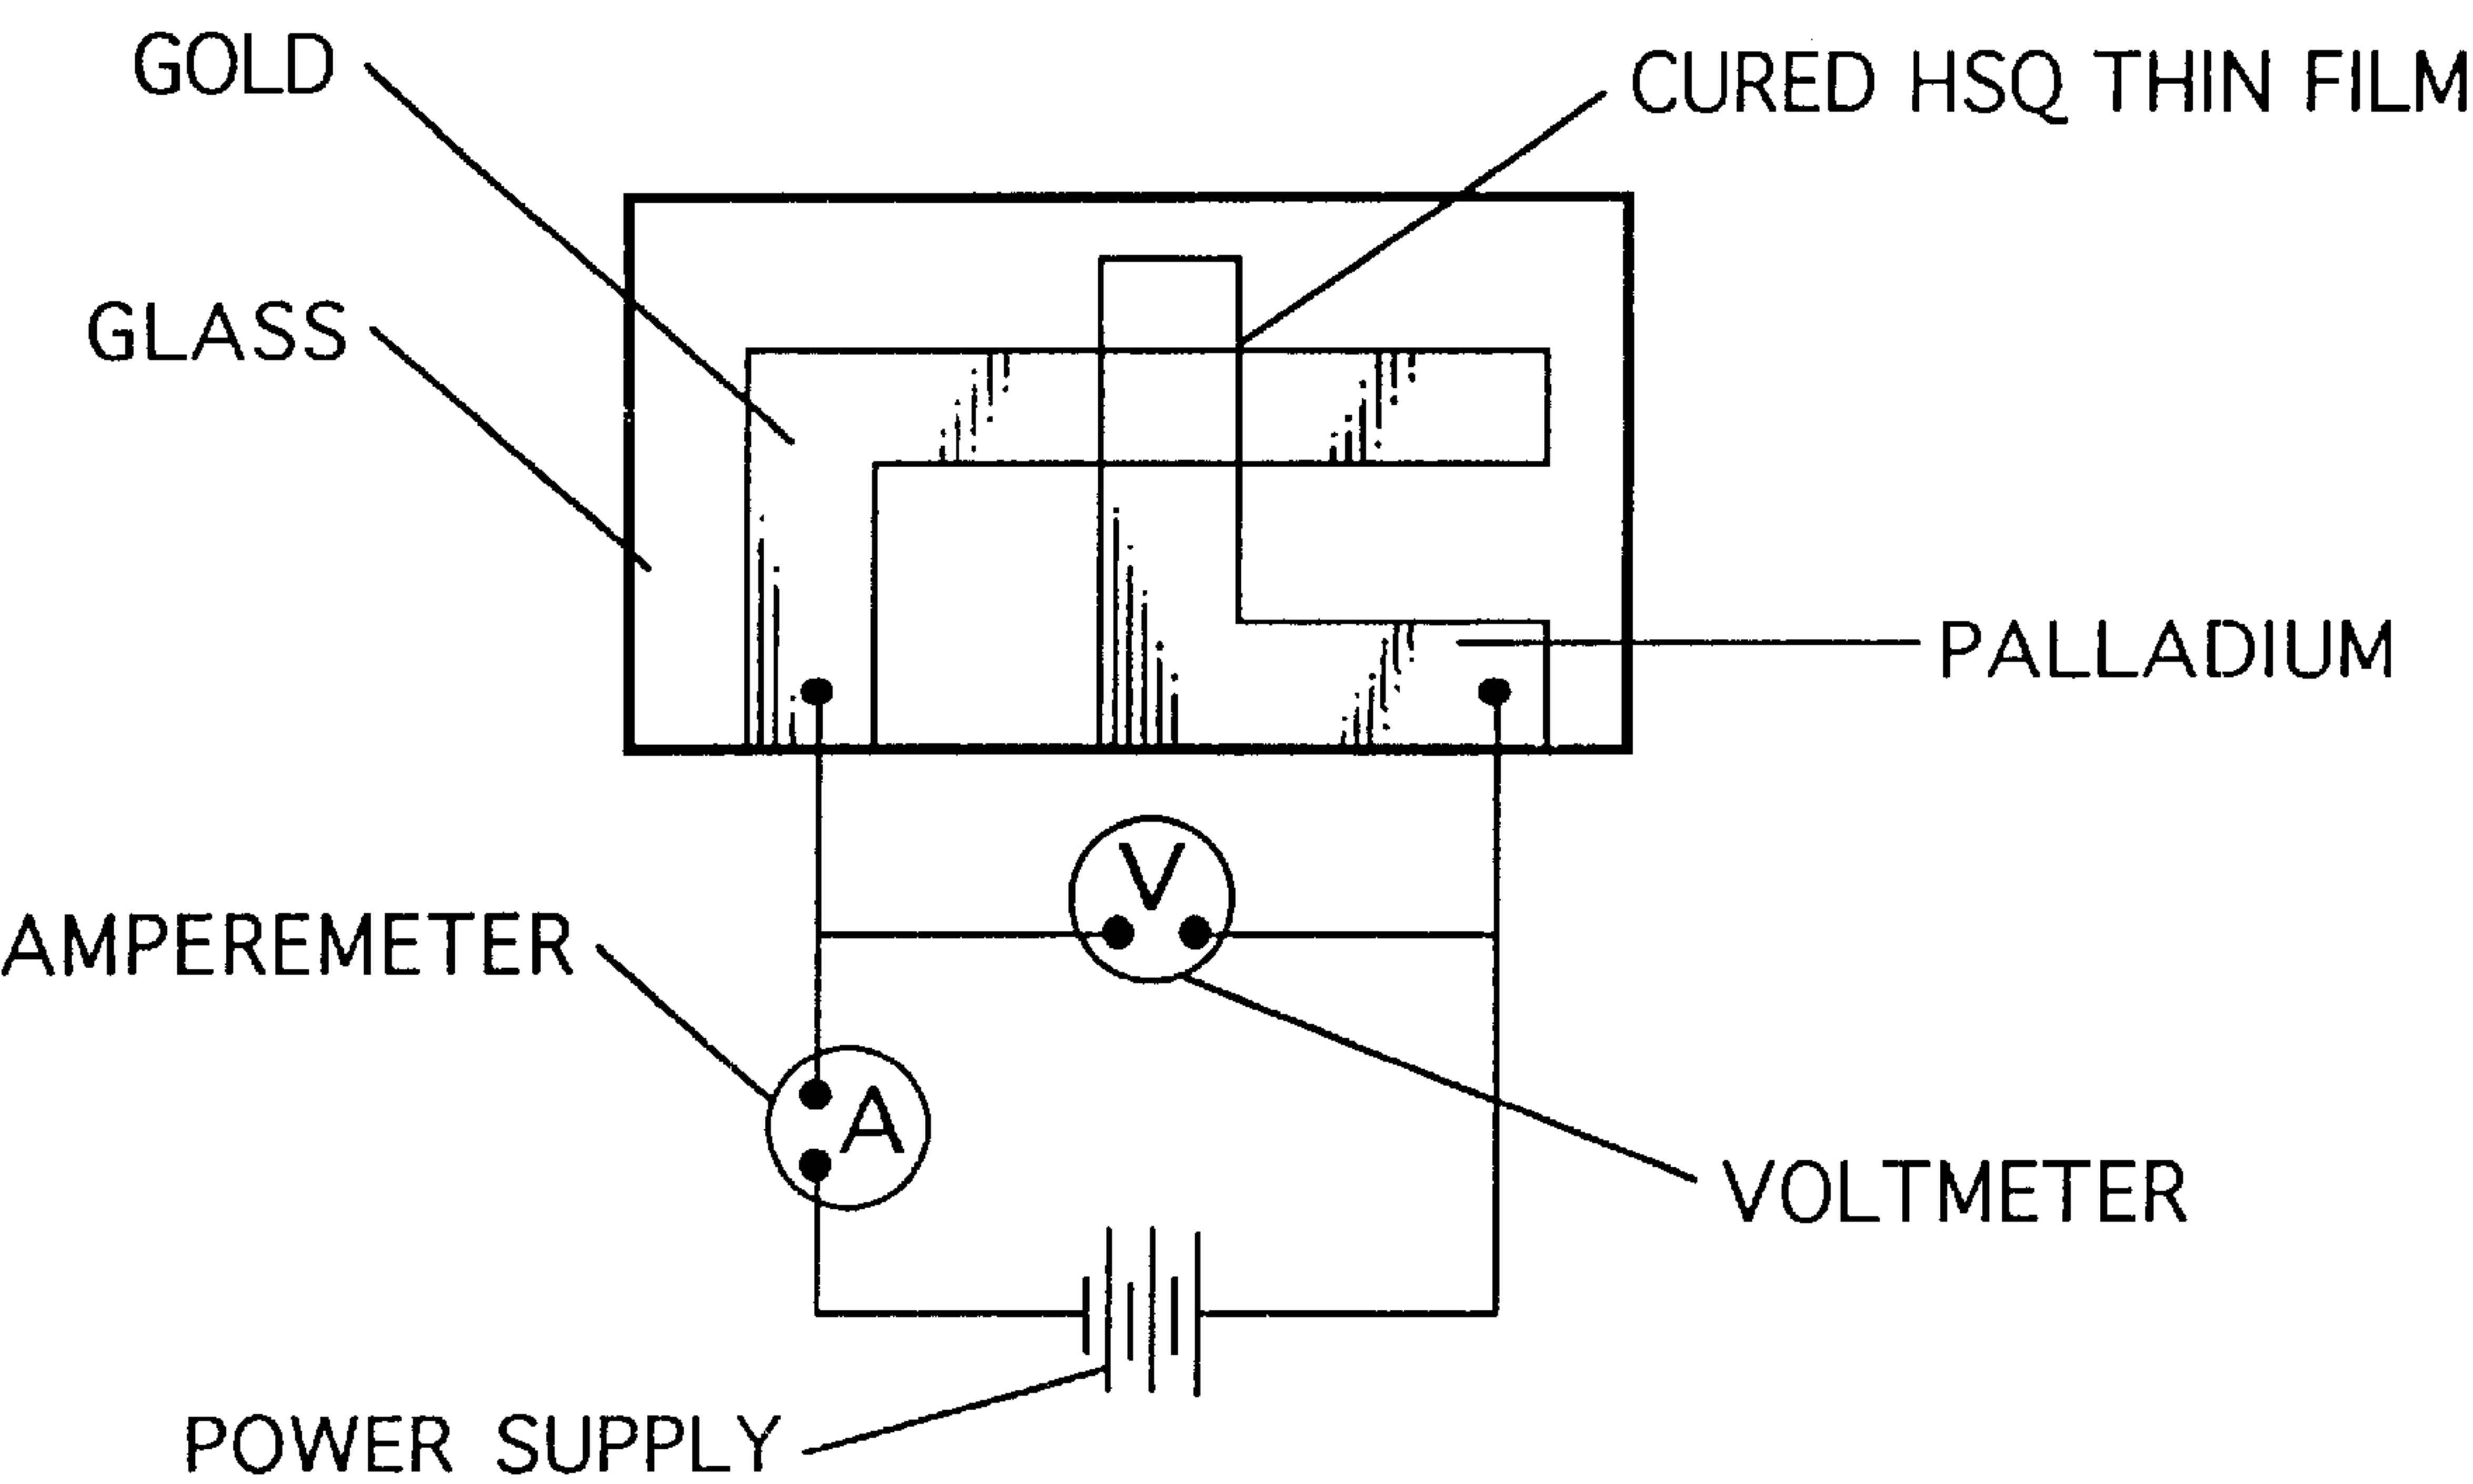 GOLD
CURED HSQ THIN FILM
GLASS
PALLADIUM
V
AMPEREMETER
A
VOLTMETER
POWER SUPPLY